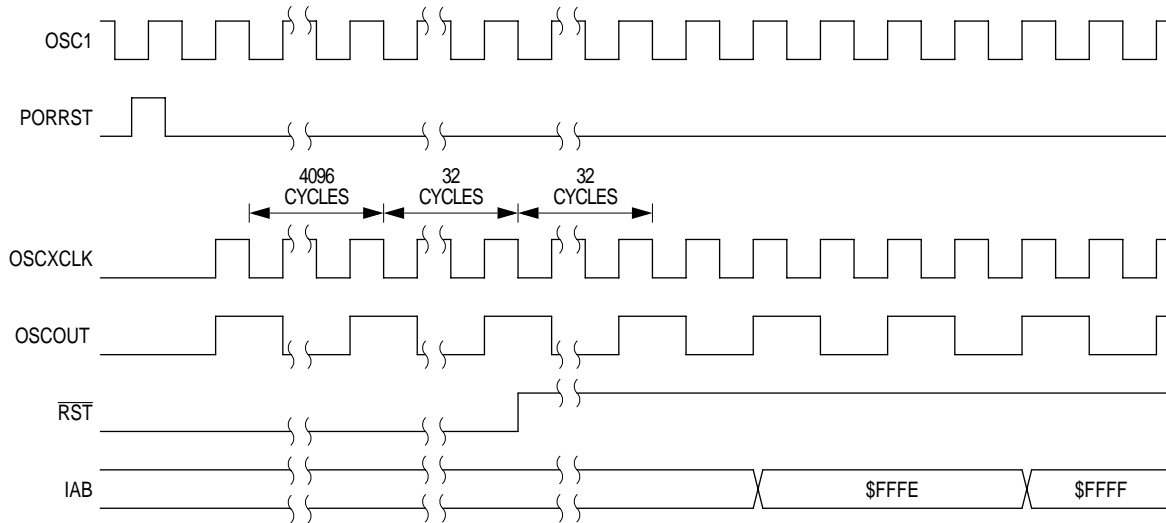 OSC1
PORRST
4096
CYCLES
32
CYCLES
32
CYCLES
OSCXCLK
OSCOUT
RST
IAB
$FFFE
$FFFF